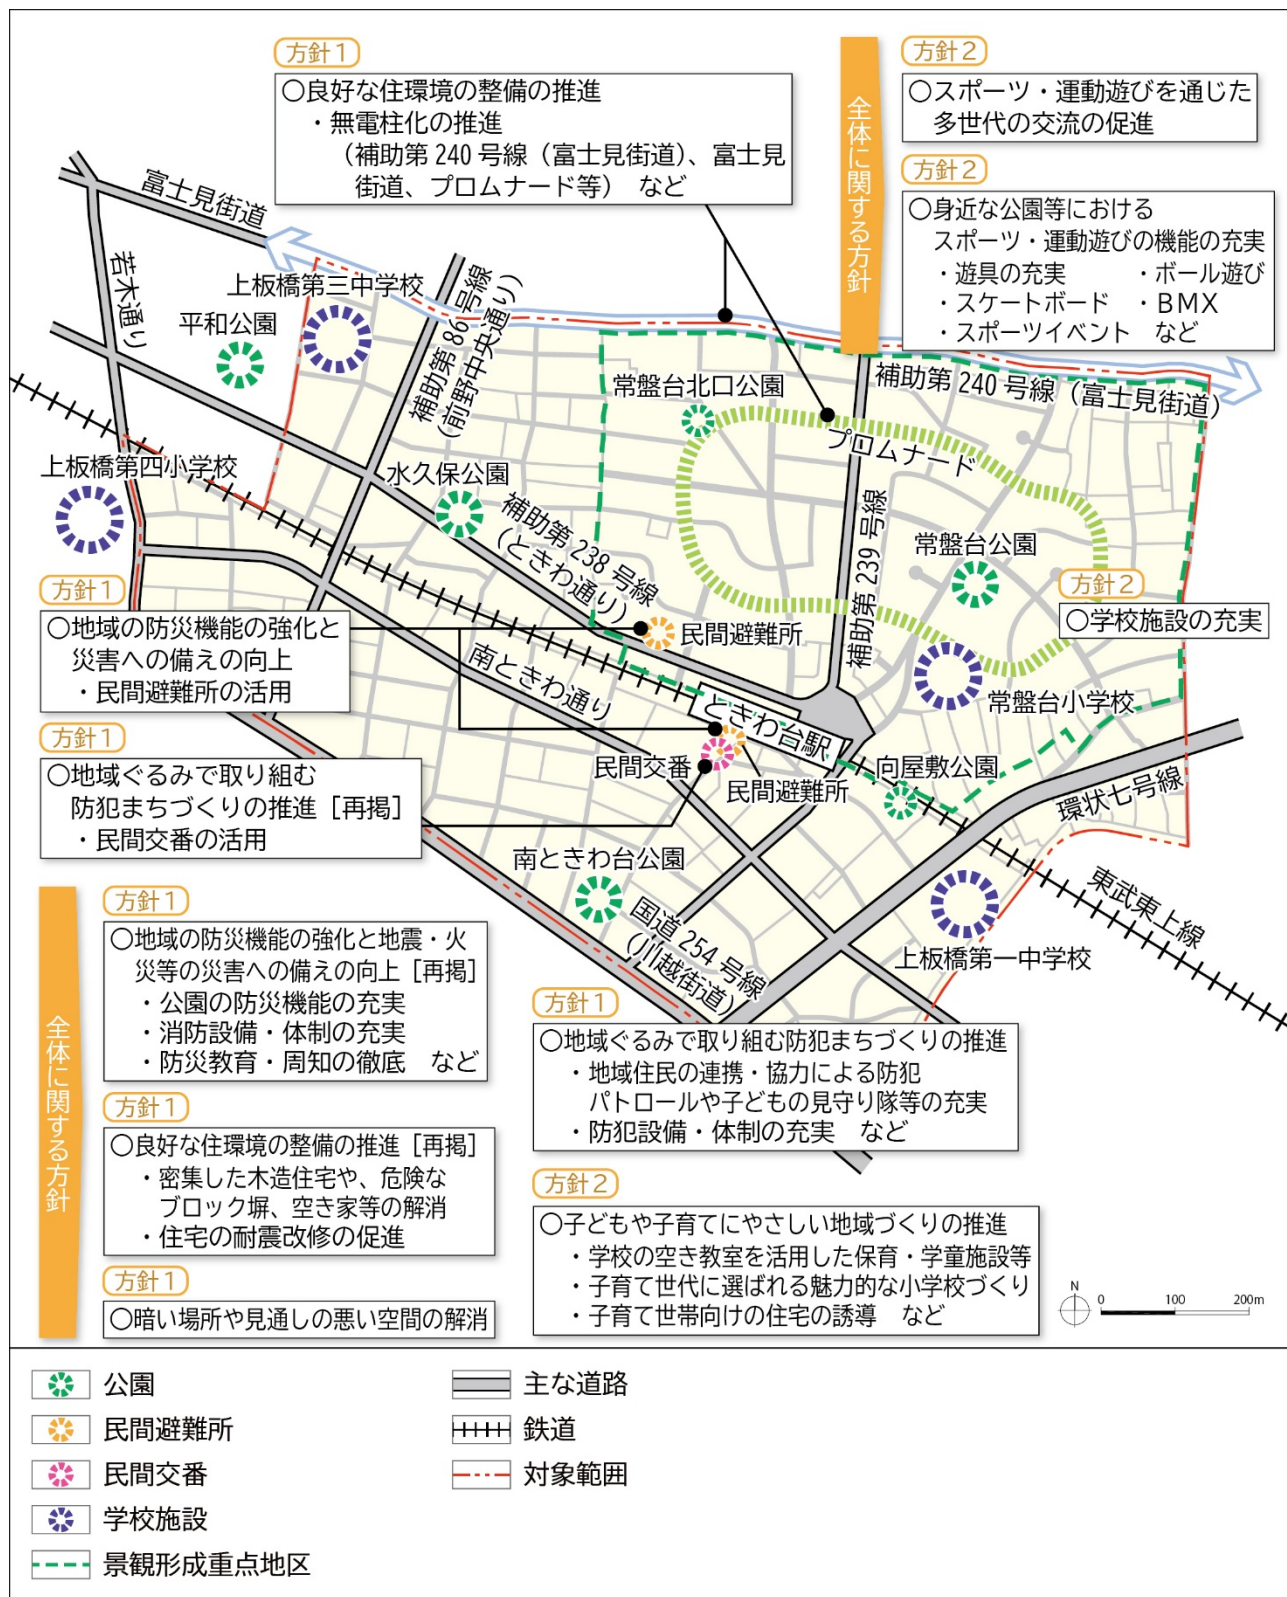 方針1
○良好な住環境の整備の推進
・無電柱化の推進
（補助第240号線（富士見街道）、富士見
街道、プロムナード等） など
全体に関する方針
方針2
○スポーツ・運動遊びを通じた
多世代の交流の促進
方針2
○身近な公園等における
スポーツ・運動遊びの機能の充実
・遊具の充実 ・ボール遊び
・スケートボード ・BMX
・スポーツイベント など
富士見街道
若木通り
上板橋第三中学校
平和公園
補助第86号線
（前野中央通り）
常盤台北口公園
補助第240号線（富士見街道）
プロムナード
上板橋第四小学校
水久保公園
補助第238号線
（ときわ通り）
補助第239号線
常盤台公園
方針2
○学校施設の充実
方針1
○地域の防災機能の強化と
災害への備えの向上
・民間避難所の活用
民間避難所
南ときわ通り
ときわ台駅
常盤台小学校
方針1
○地域ぐるみで取り組む
防犯まちづくりの推進［再掲］
・民間交番の活用
民間交番
民間避難所
向屋敷公園
環状七号線
南ときわ台公園
国道254号線
（川越街道）
東武東上線
上板橋第一中学校
全体に関する方針
方針1
○地域の防災機能の強化と地震・火
災等の災害への備えの向上［再掲］
・公園の防災機能の充実
・消防設備・体制の充実
・防災教育・周知の徹底 など
方針1
○良好な住環境の整備の推進［再掲］
・密集した木造住宅や、危険な
ブロック塀、空き家等の解消
・住宅の耐震改修の促進
方針1
○暗い場所や見通しの悪い空間の解消
方針1
○地域ぐるみで取り組む防犯まちづくりの推進
・地域住民の連携・協力による防犯
パトロールや子どもの見守り隊等の充実
・防犯設備・体制の充実 など
方針2
○子どもや子育てにやさしい地域づくりの推進
・学校の空き教室を活用した保育・学童施設等
・子育て世代に選ばれる魅力的な小学校づくり
・子育て世帯向けの住宅の誘導 など
N
0 100 200m
公園
民間避難所
民間交番
学校施設
景観形成重点地区
主な道路
鉄道
対象範囲